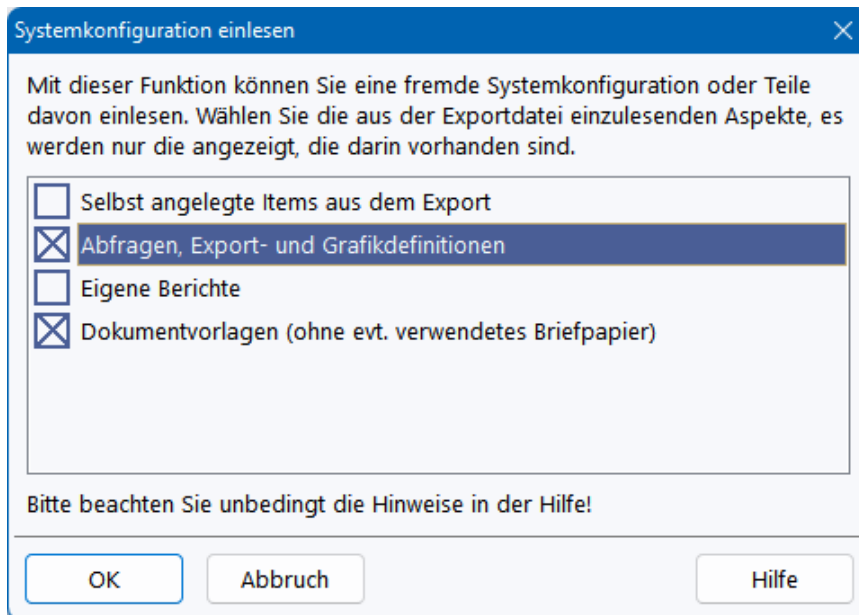 Systemkonfiguration einlesen
Mit dieser Funktion können Sie eine fremde Systemkonfiguration oder Teile
davon einlesen. Wählen Sie die aus der Exportdatei einzulesenden Aspekte, es
werden nur die angezeigt, die darin vorhanden sind.
Selbst angelegte Items aus dem Export
Abfragen, Export- und Grafikdefinitionen
Eigene Berichte
Dokumentvorlagen (ohne evt. verwendetes Briefpapier)
Bitte beachten Sie unbedingt die Hinweise in der Hilfe!
OK Abbruch Hilfe